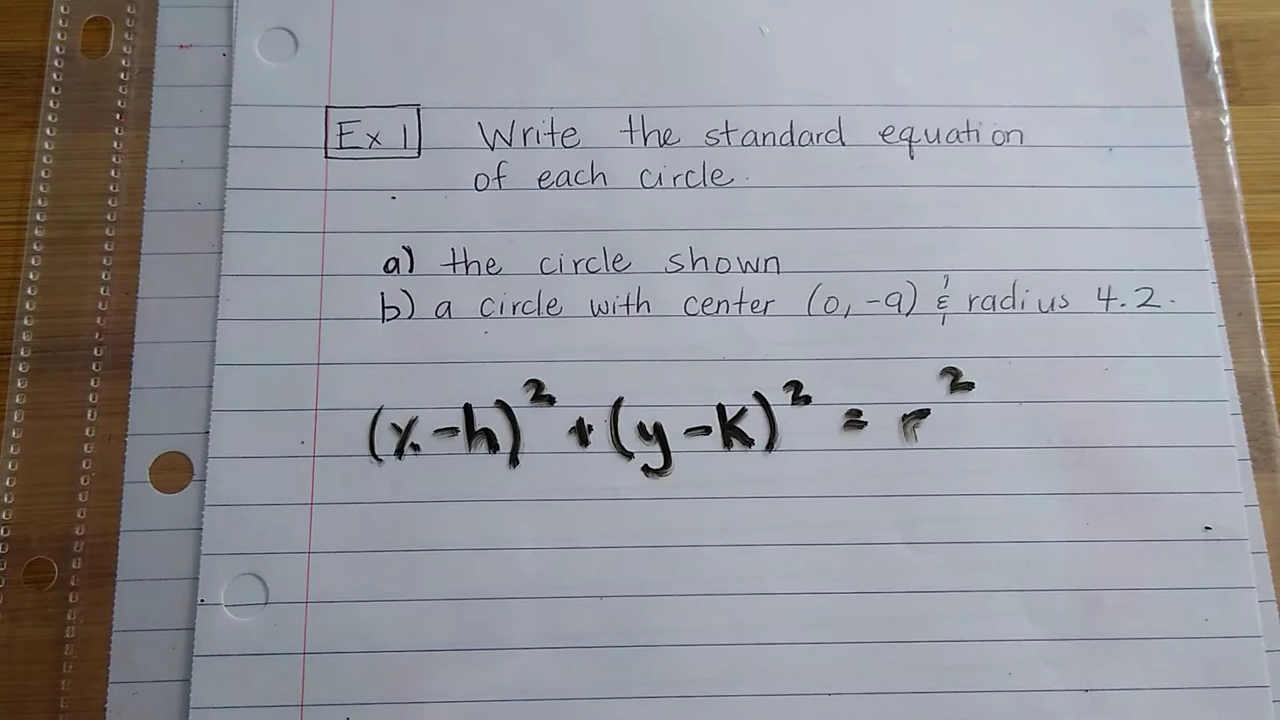 Ex 1 Write the standard equation
of each circle.
a) the circle shown
b) a circle with center (0, -9) & radius 4.2.
(x-h)² + (y-k)² = r²